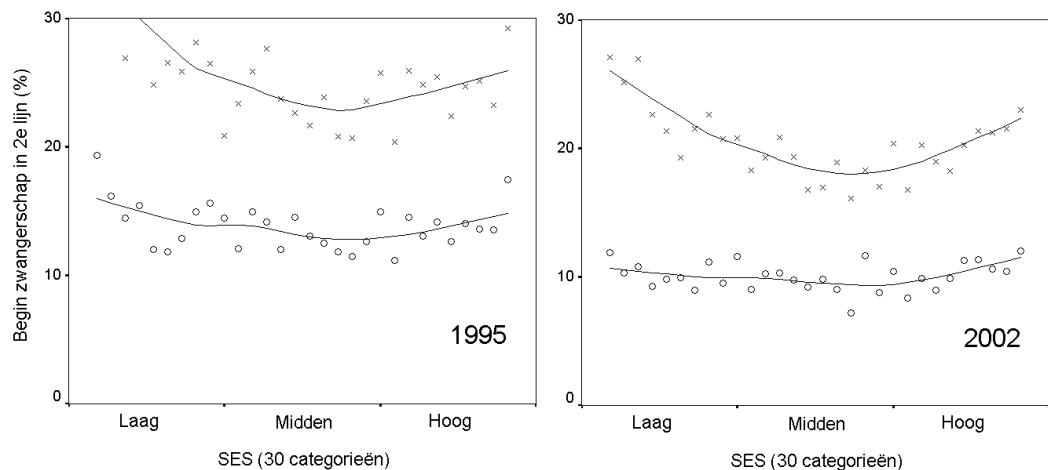 Begin zwangerschap in 2e lijn (%)
30
20
10
0
1995
Laag
Midden
Hoog
SES (30 categorieën)
30
20
10
0
2002
Laag
Midden
Hoog
SES (30 categorieën)